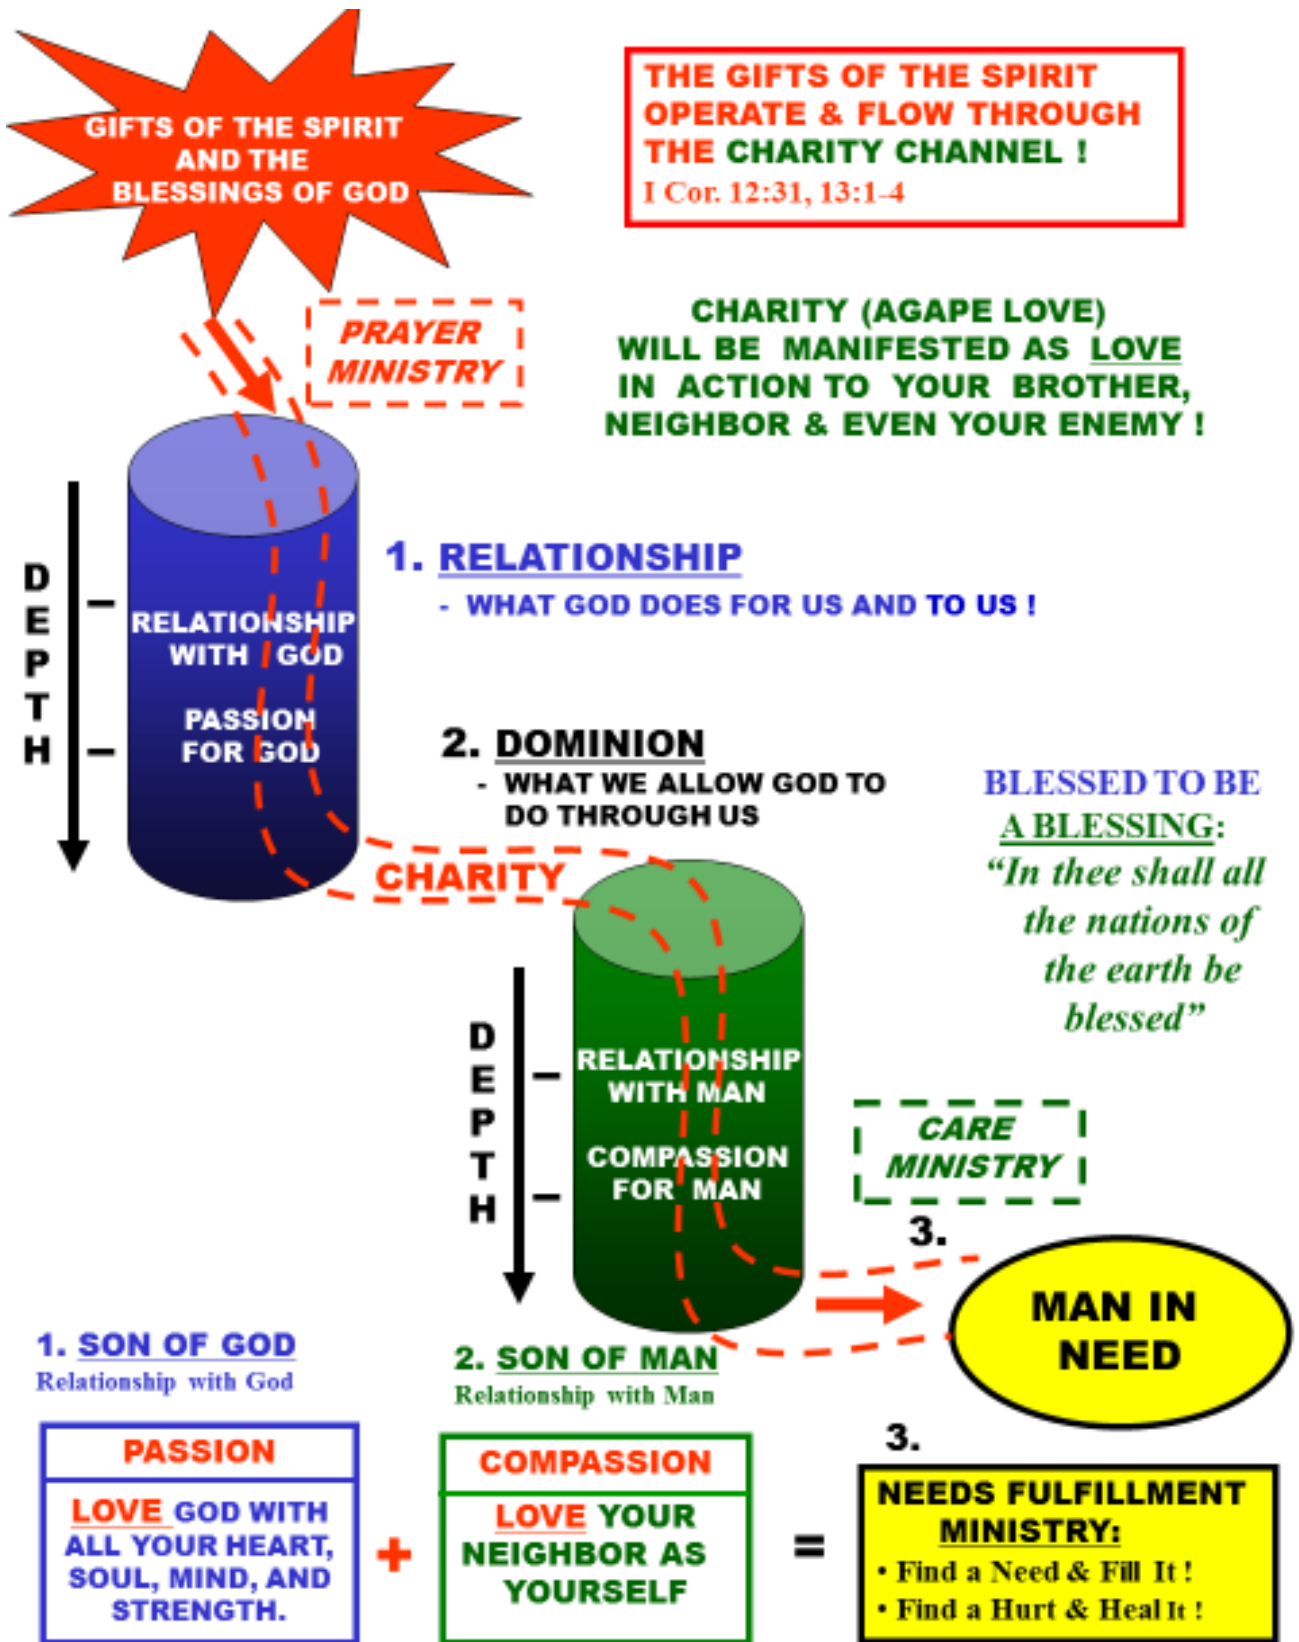 GIFTS OF THE SPIRIT
AND THE
BLESSINGS OF GOD
THE GIFTS OF THE SPIRIT
OPERATE & FLOW THROUGH
THE CHARITY CHANNEL !
I Cor. 12:31, 13:1-4
PRAYER
MINISTRY
CHARITY (AGAPE LOVE)
WILL BE MANIFESTED AS LOVE
IN ACTION TO YOUR BROTHER,
NEIGHBOR & EVEN YOUR ENEMY !
DEPTH
RELATIONSHIP
WITH GOD
PASSION
FOR GOD
1. RELATIONSHIP
- WHAT GOD DOES FOR US AND TO US !
2. DOMINION
- WHAT WE ALLOW GOD TO
DO THROUGH US
CHARITY
BLESSED TO BE
A BLESSING:
“In thee shall all
the nations of
the earth be
blessed”
DEPTH
RELATIONSHIP
WITH MAN
COMPASSION
FOR MAN
CARE
MINISTRY
3.
MAN IN
NEED
1. SON OF GOD
Relationship with God
2. SON OF MAN
Relationship with Man
PASSION
LOVE GOD WITH
ALL YOUR HEART,
SOUL, MIND, AND
STRENGTH.
+
COMPASSION
LOVE YOUR
NEIGHBOR AS
YOURSELF
=
3.
NEEDS FULFILLMENT
MINISTRY:
• Find a Need & Fill It !
• Find a Hurt & Heal It !